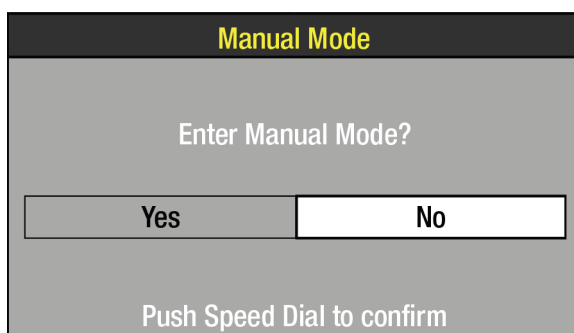 Manual Mode
Enter Manual Mode?
Yes No
Push Speed Dial to confirm